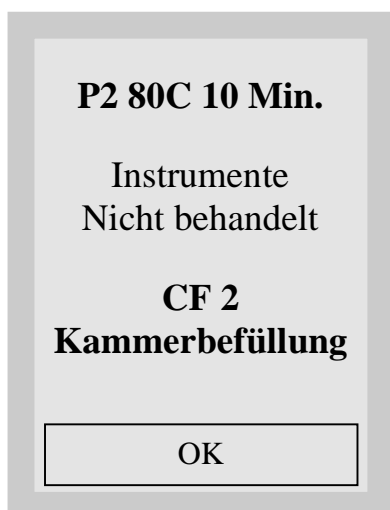 P2 80C 10 Min.
Instrumente
Nicht behandelt
CF 2
Kammerbefüllung
OK